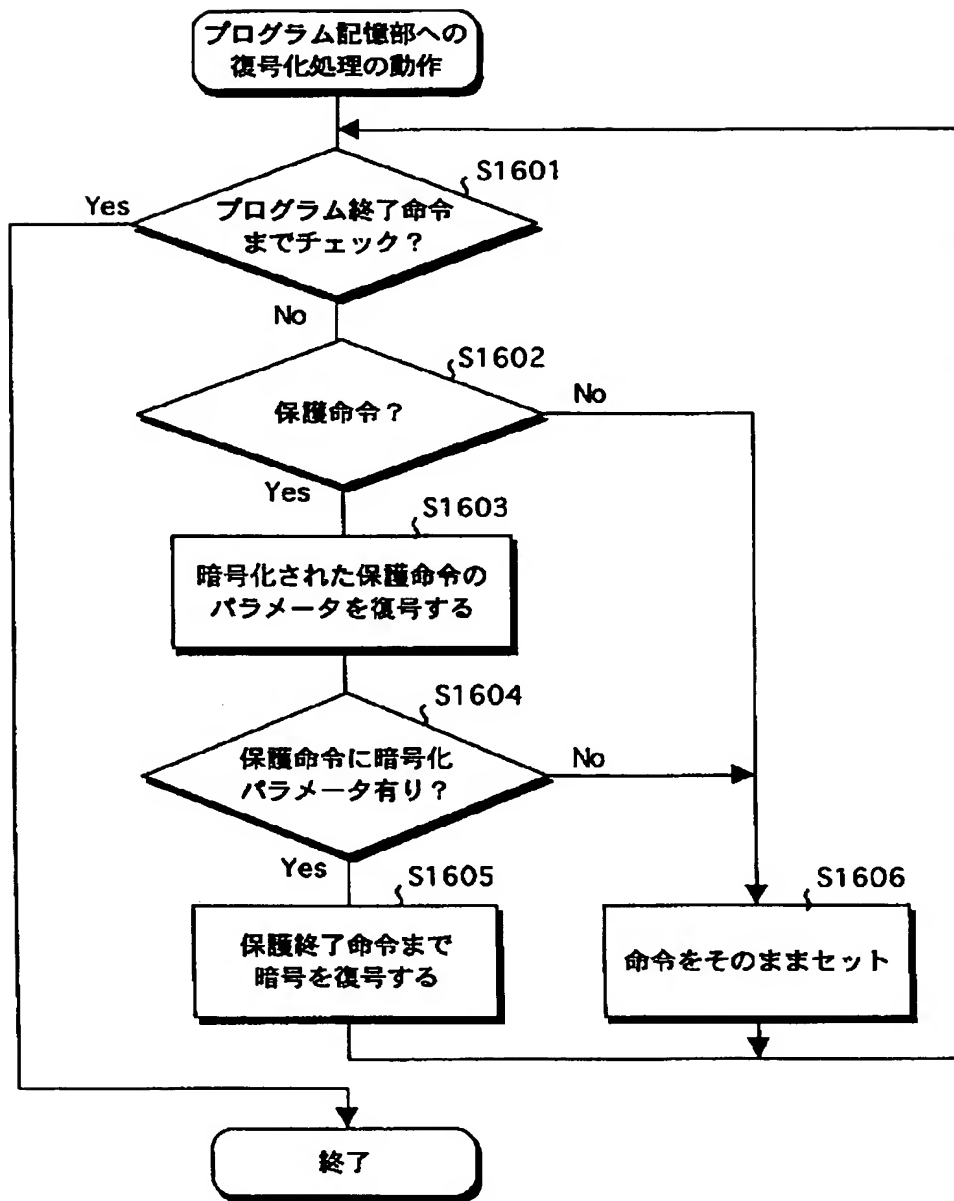 プログラム記憶部への
復号化処理の動作
S1601
Yes
プログラム終了命令
までチェック？
No
S1602
保護命令？
No
Yes
S1603
暗号化された保護命令の
パラメータを復号する
S1604
保護命令に暗号化
パラメータ有り？
No
Yes
S1605
保護終了命令まで
暗号を復号する
S1606
命令をそのままセット
終了